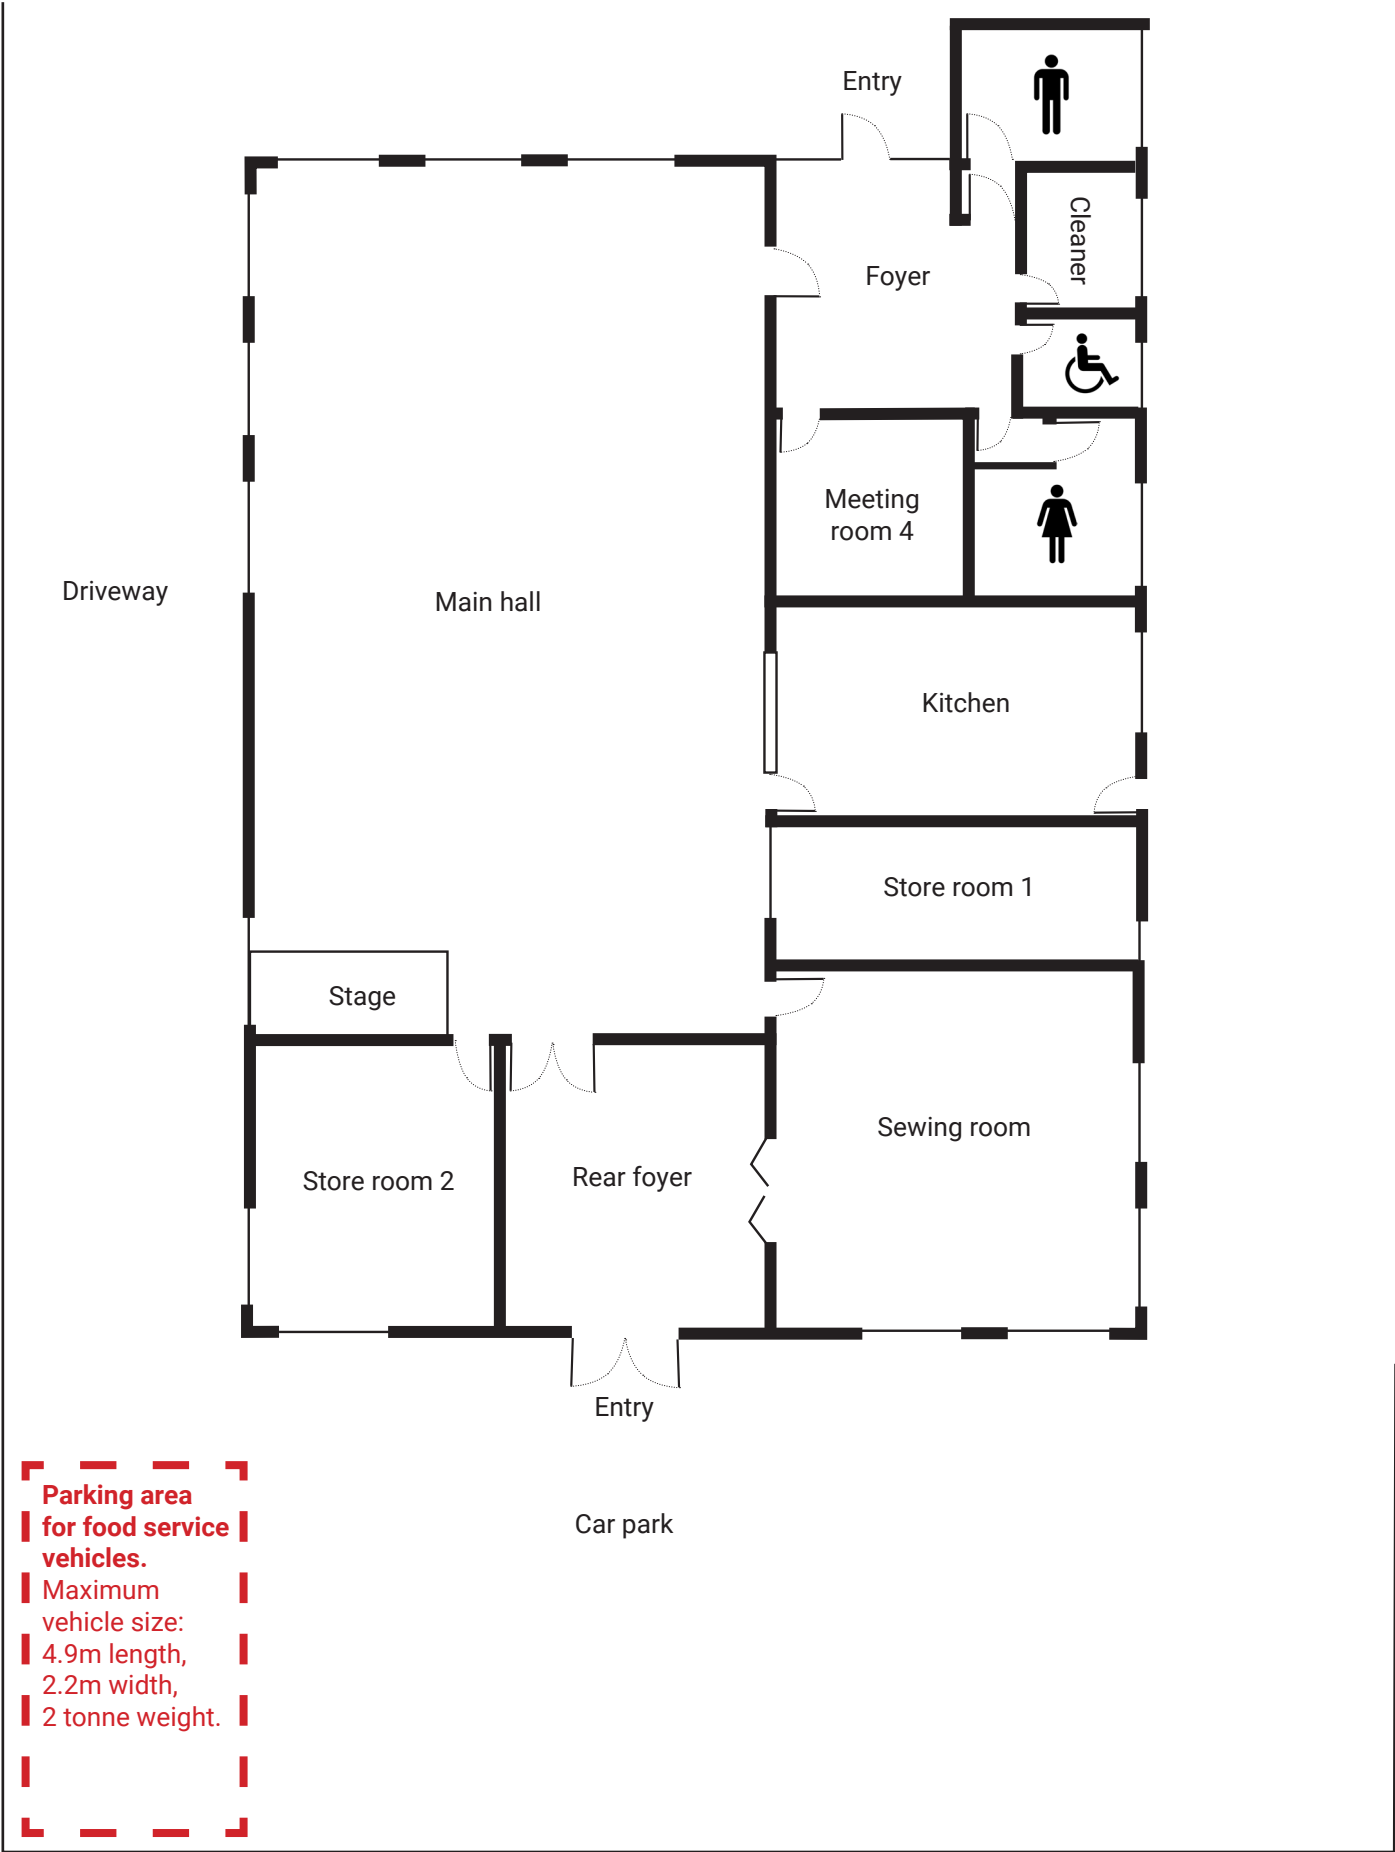 Entry
Cleaner
Foyer
Meeting
room 4
Driveway
Main hall
Kitchen
Store room 1
Stage
Sewing room
Store room 2
Rear foyer
Entry
Car park
Parking area
for food service
vehicles.
Maximum
vehicle size:
4.9m length,
2.2m width,
2 tonne weight.